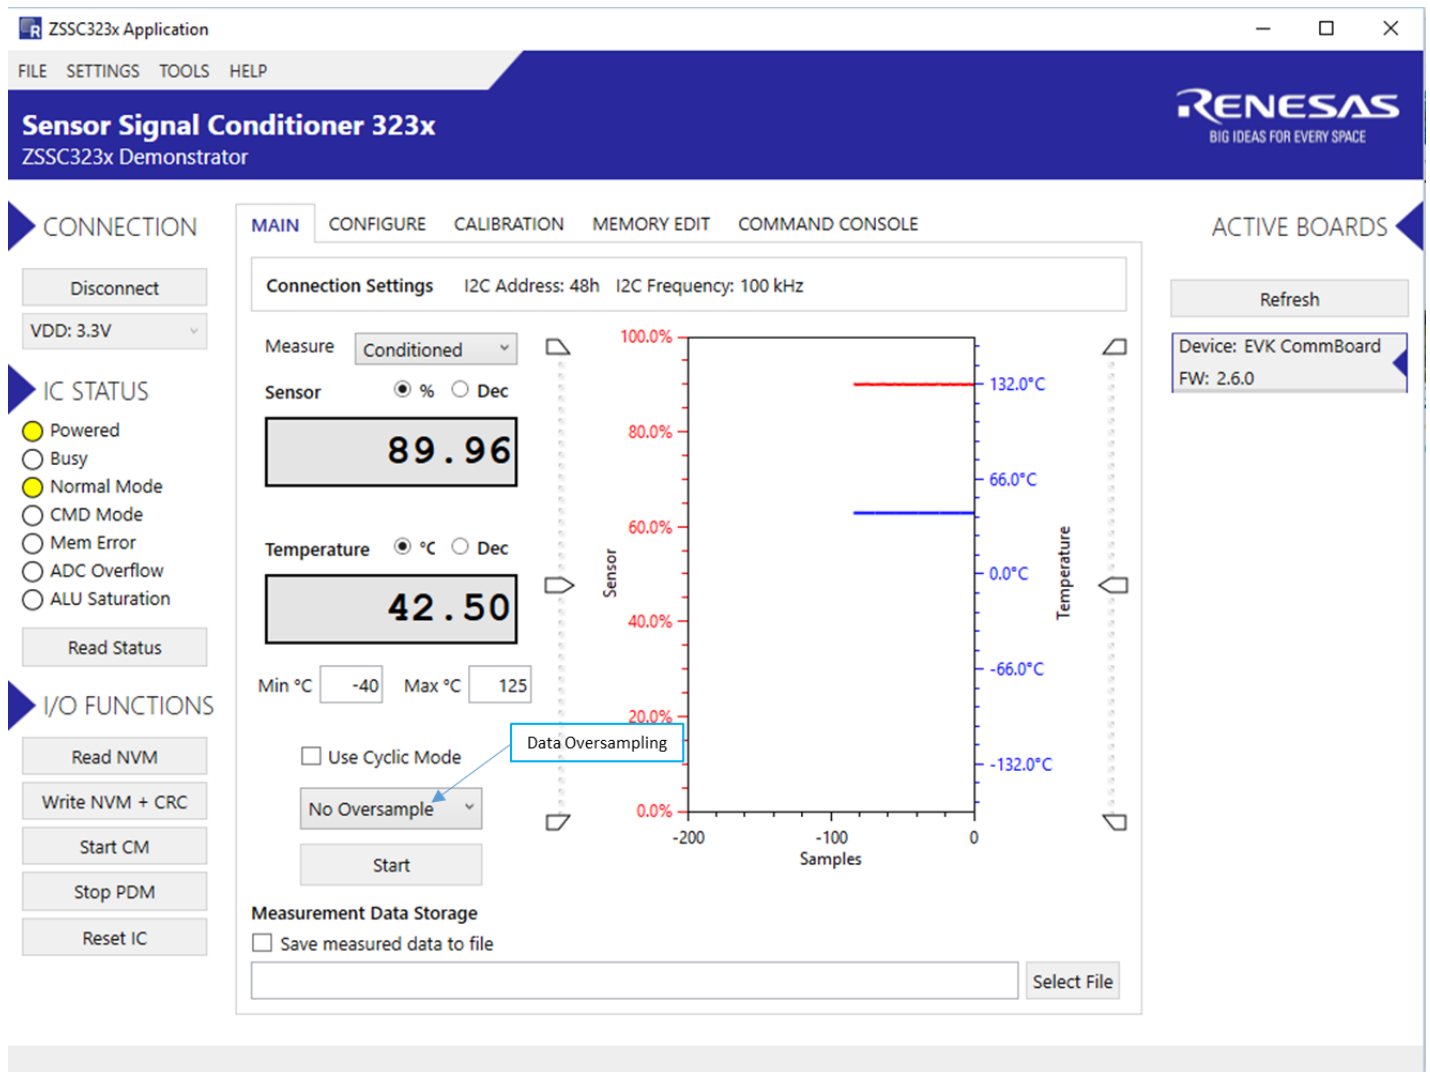 ZSSC323x Application
FILE SETTINGS TOOLS HELP
Sensor Signal Conditioner 323x
ZSSC323x Demonstrator
RENESAS
BIG IDEAS FOR EVERY SPACE
CONNECTION
Disconnect
VDD: 3.3V
IC STATUS
Powered
Busy
Normal Mode
CMD Mode
Mem Error
ADC Overflow
ALU Saturation
Read Status
I/O FUNCTIONS
Read NVM
Write NVM + CRC
Start CM
Stop PDM
Reset IC
MAIN CONFIGURE CALIBRATION MEMORY EDIT COMMAND CONSOLE
Connection Settings I2C Address: 48h I2C Frequency: 100 kHz
Measure Conditioned
Sensor % Dec
89.96
Temperature °C Dec
42.50
Min °C -40 Max °C 125
Use Cyclic Mode
Data Oversampling
No Oversample
Start
100.0%
80.0%
60.0%
40.0%
20.0%
0.0%
Sensor
132.0°C
66.0°C
0.0°C
-66.0°C
-132.0°C
Temperature
-200 -100 0
Samples
Measurement Data Storage
Save measured data to file
Select File
ACTIVE BOARDS
Refresh
Device: EVK CommBoard
FW: 2.6.0